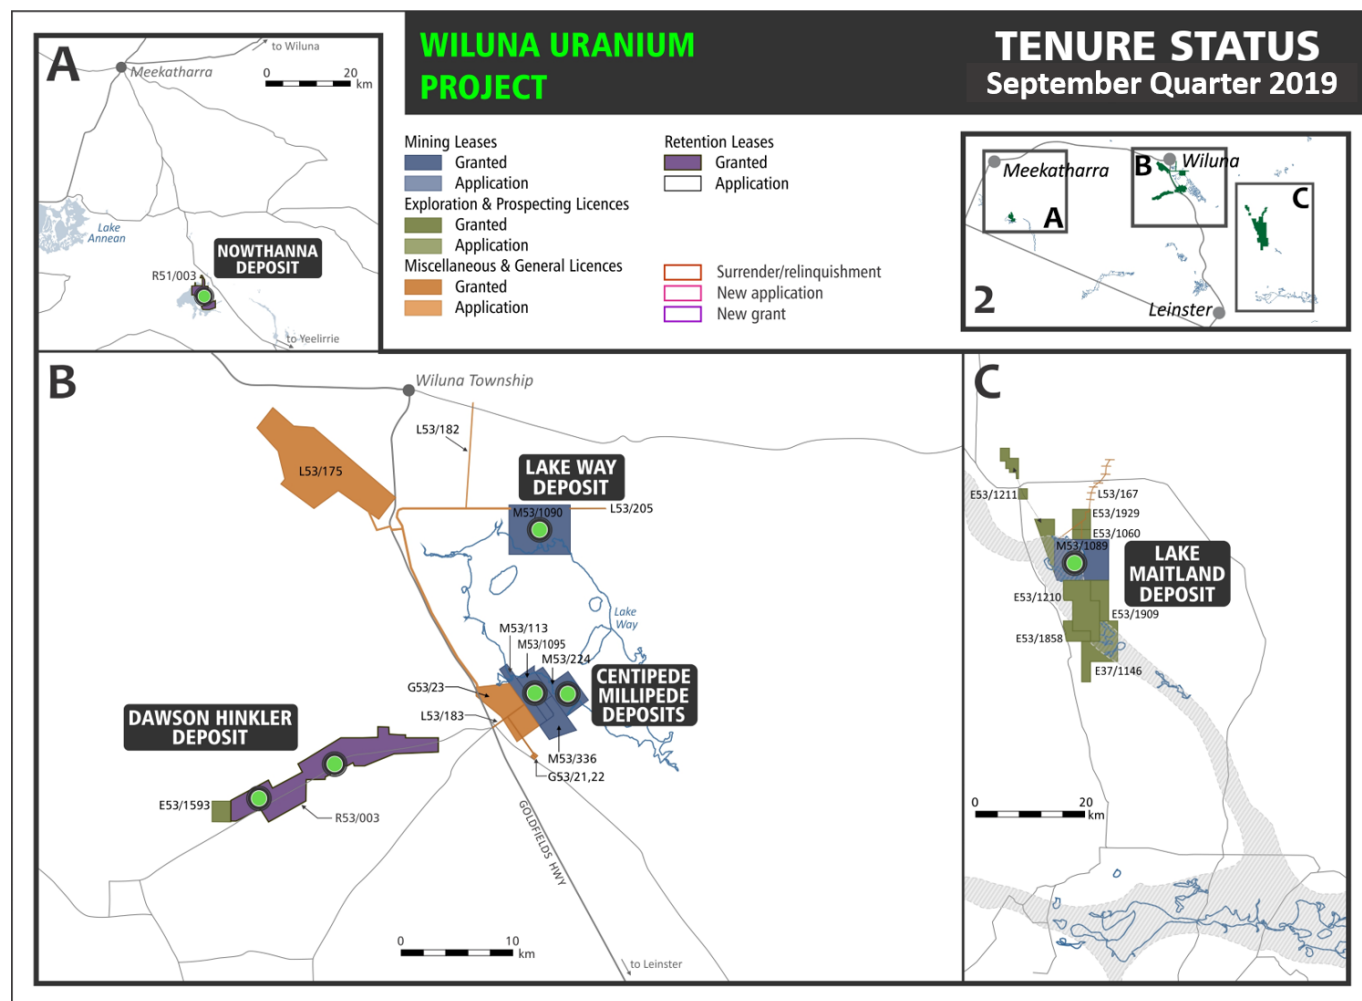 WILUNA URANIUM
PROJECT
TENURE STATUS
September Quarter 2019
A
to Wiluna
Meekatharra
0 20
km
Lake
Annean
NOWTHANNA
DEPOSIT
R51/003
to Yeelirrie
Mining Leases
Granted
Application
Exploration & Prospecting Licences
Granted
Application
Miscellaneous & General Licences
Granted
Application
Retention Leases
Granted
Application
Surrender/relinquishment
New application
New grant
Meekatharra
Wiluna
A
B
C
2
Leinster
B
Wiluna Township
L53/182
L53/175
LAKE WAY
DEPOSIT
M53/1090
L53/205
Lake
Way
M53/113
M53/1095
M53/224
G53/23
CENTIPEDE
MILLIPEDE
DEPOSITS
L53/183
M53/336
G53/21,22
DAWSON HINKLER
DEPOSIT
E53/1593
R53/003
GOLDFIELDS HWY
0 10
km
to Leinster
C
E53/1211
L53/167
E53/1929
E53/1060
M53/1089
LAKE
MAITLAND
DEPOSIT
E53/1210
E53/1909
E53/1858
E37/1146
0 20
km